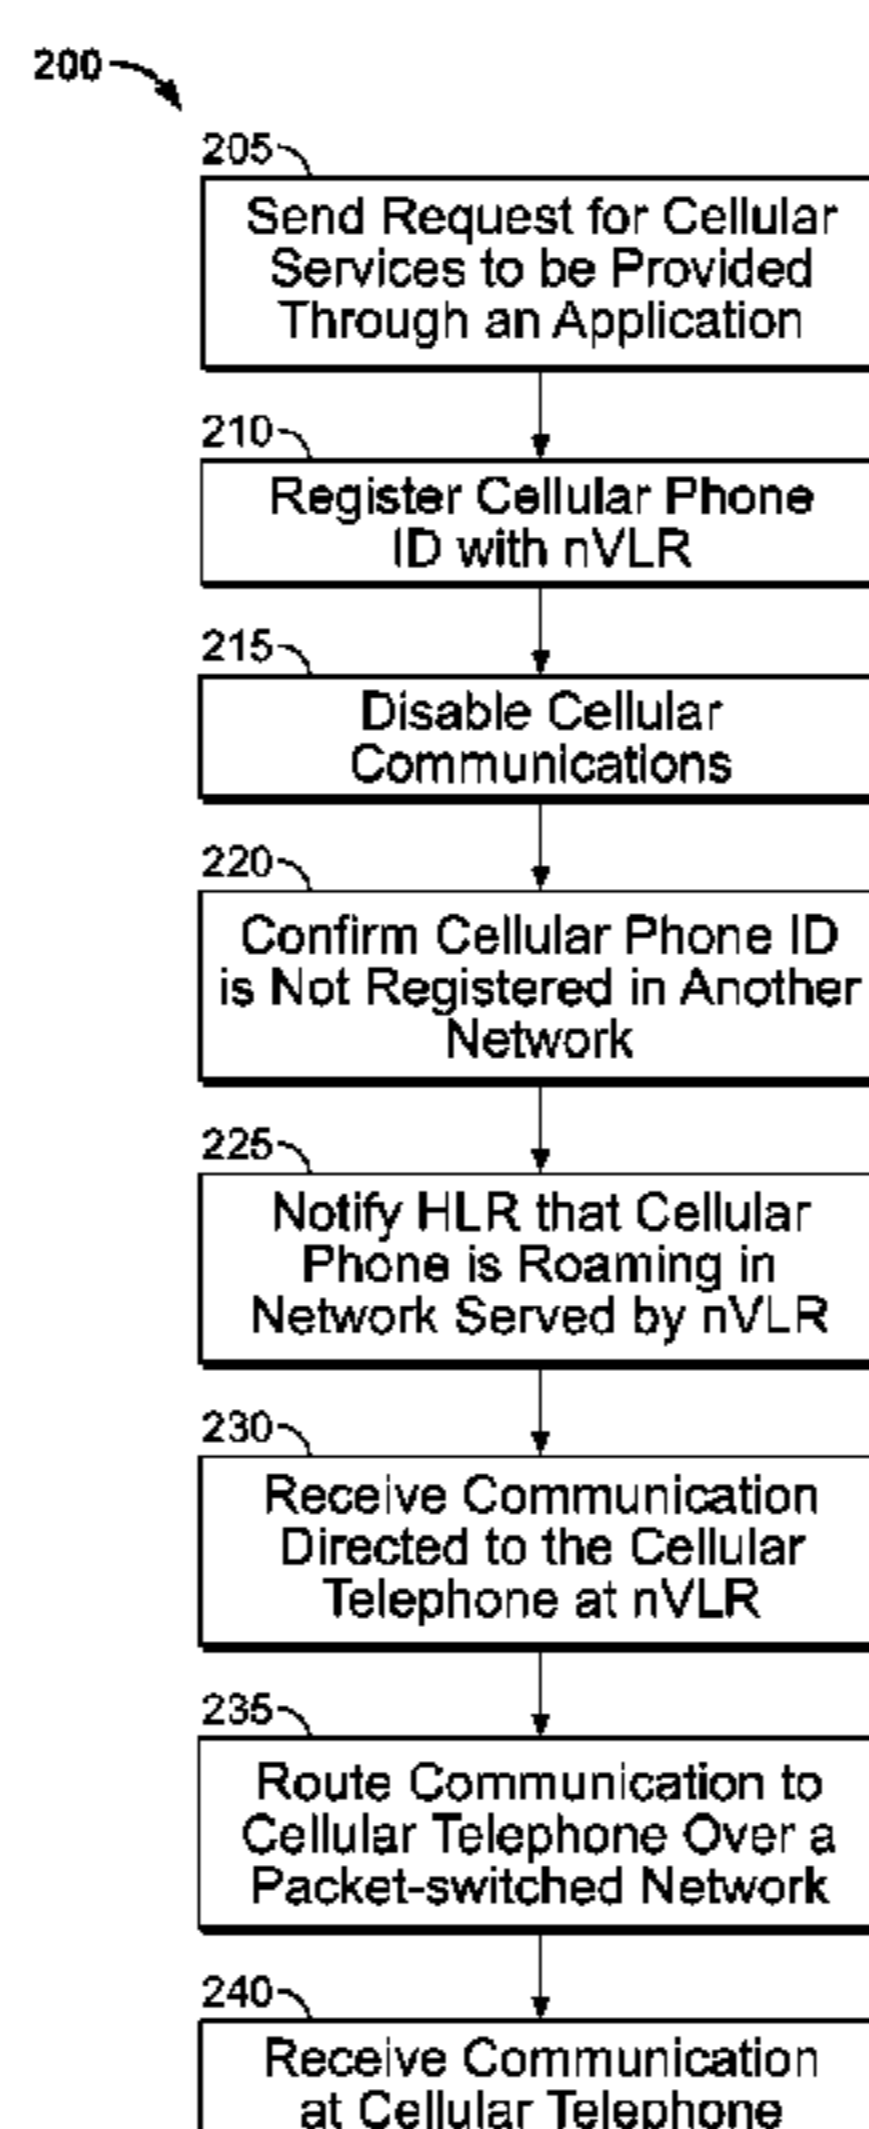 200
205
Send Request for Cellular
Services to be Provided
Through an Application
210
Register Cellular Phone
ID with nVLR
215
Disable Cellular
Communications
220
Confirm Cellular Phone ID
is Not Registered in Another
Network
225
Notify HLR that Cellular
Phone is Roaming in
Network Served by nVLR
230
Receive Communication
Directed to the Cellular
Telephone at nVLR
235
Route Communication to
Cellular Telephone Over a
Packet-switched Network
240
Receive Communication
at Cellular Telephone